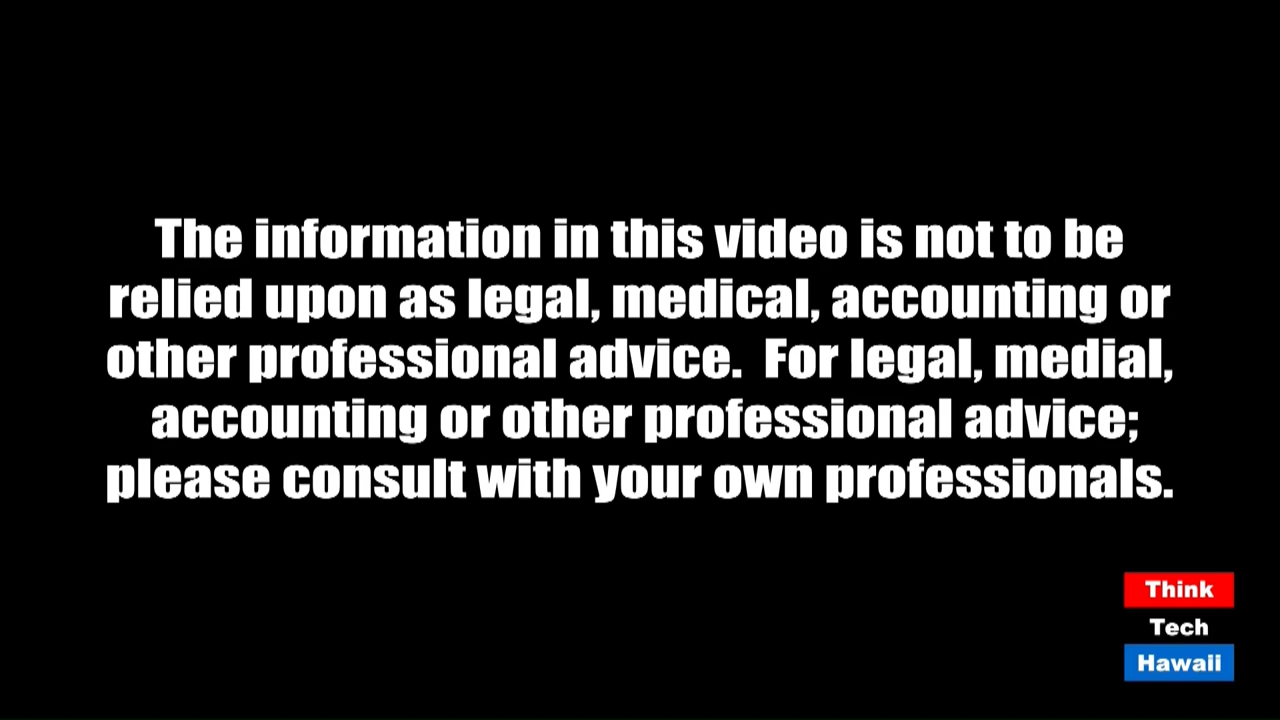 The information in this video is not to be
relied upon as legal, medical, accounting or
other professional advice.  For legal, medial,
accounting or other professional advice;
please consult with your own professionals.
Think
Tech
Hawaii